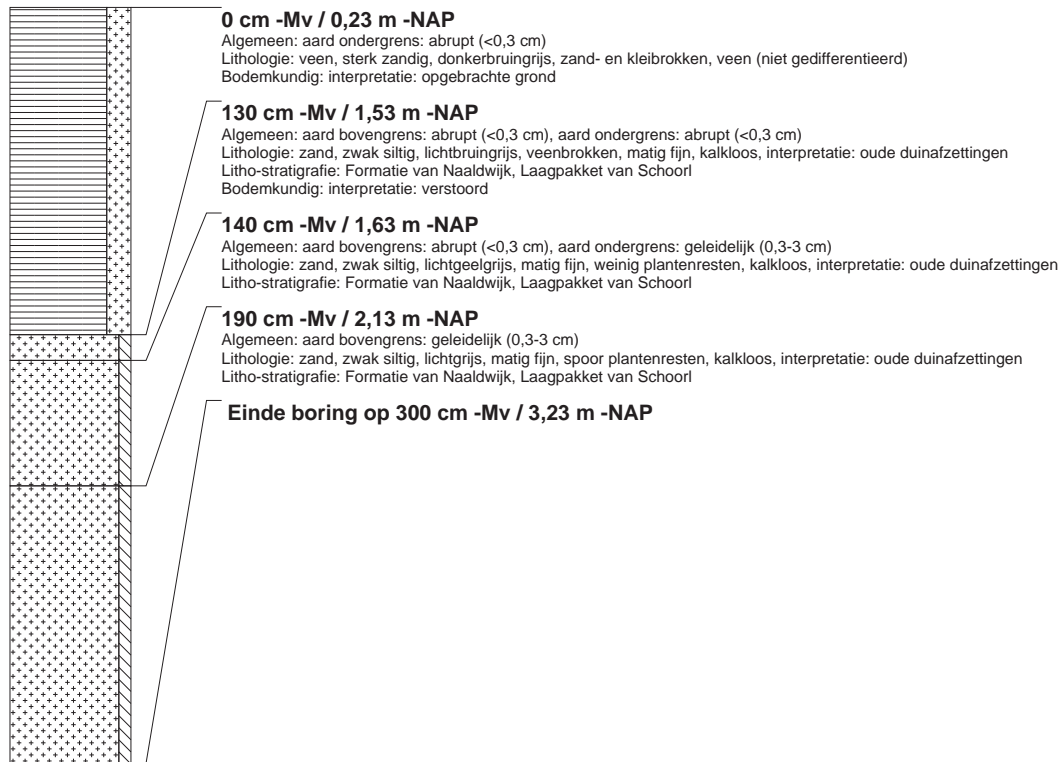 0 cm -Mv / 0,23 m -NAP
Algemeen: aard ondergrens: abrupt (<0,3 cm)
Lithologie: veen, sterk zandig, donkerbruingrijs, zand- en kleibrokken, veen (niet gedifferentieerd)
Bodemkundig: interpretatie: opgebrachte grond
130 cm -Mv / 1,53 m -NAP
Algemeen: aard bovengrens: abrupt (<0,3 cm), aard ondergrens: abrupt (<0,3 cm)
Lithologie: zand, zwak siltig, lichtbruingrijs, veenbrokken, matig fijn, kalkloos, interpretatie: oude duinafzettingen
Litho-stratigrafie: Formatie van Naaldwijk, Laagpakket van Schoorl
Bodemkundig: interpretatie: verstoord
140 cm -Mv / 1,63 m -NAP
Algemeen: aard bovengrens: abrupt (<0,3 cm), aard ondergrens: geleidelijk (0,3-3 cm)
Lithologie: zand, zwak siltig, lichtgeelgrijs, matig fijn, weinig plantenresten, kalkloos, interpretatie: oude duinafzettingen
Litho-stratigrafie: Formatie van Naaldwijk, Laagpakket van Schoorl
190 cm -Mv / 2,13 m -NAP
Algemeen: aard bovengrens: geleidelijk (0,3-3 cm)
Lithologie: zand, zwak siltig, lichtgrijs, matig fijn, spoor plantenresten, kalkloos, interpretatie: oude duinafzettingen
Litho-stratigrafie: Formatie van Naaldwijk, Laagpakket van Schoorl
Einde boring op 300 cm -Mv / 3,23 m -NAP